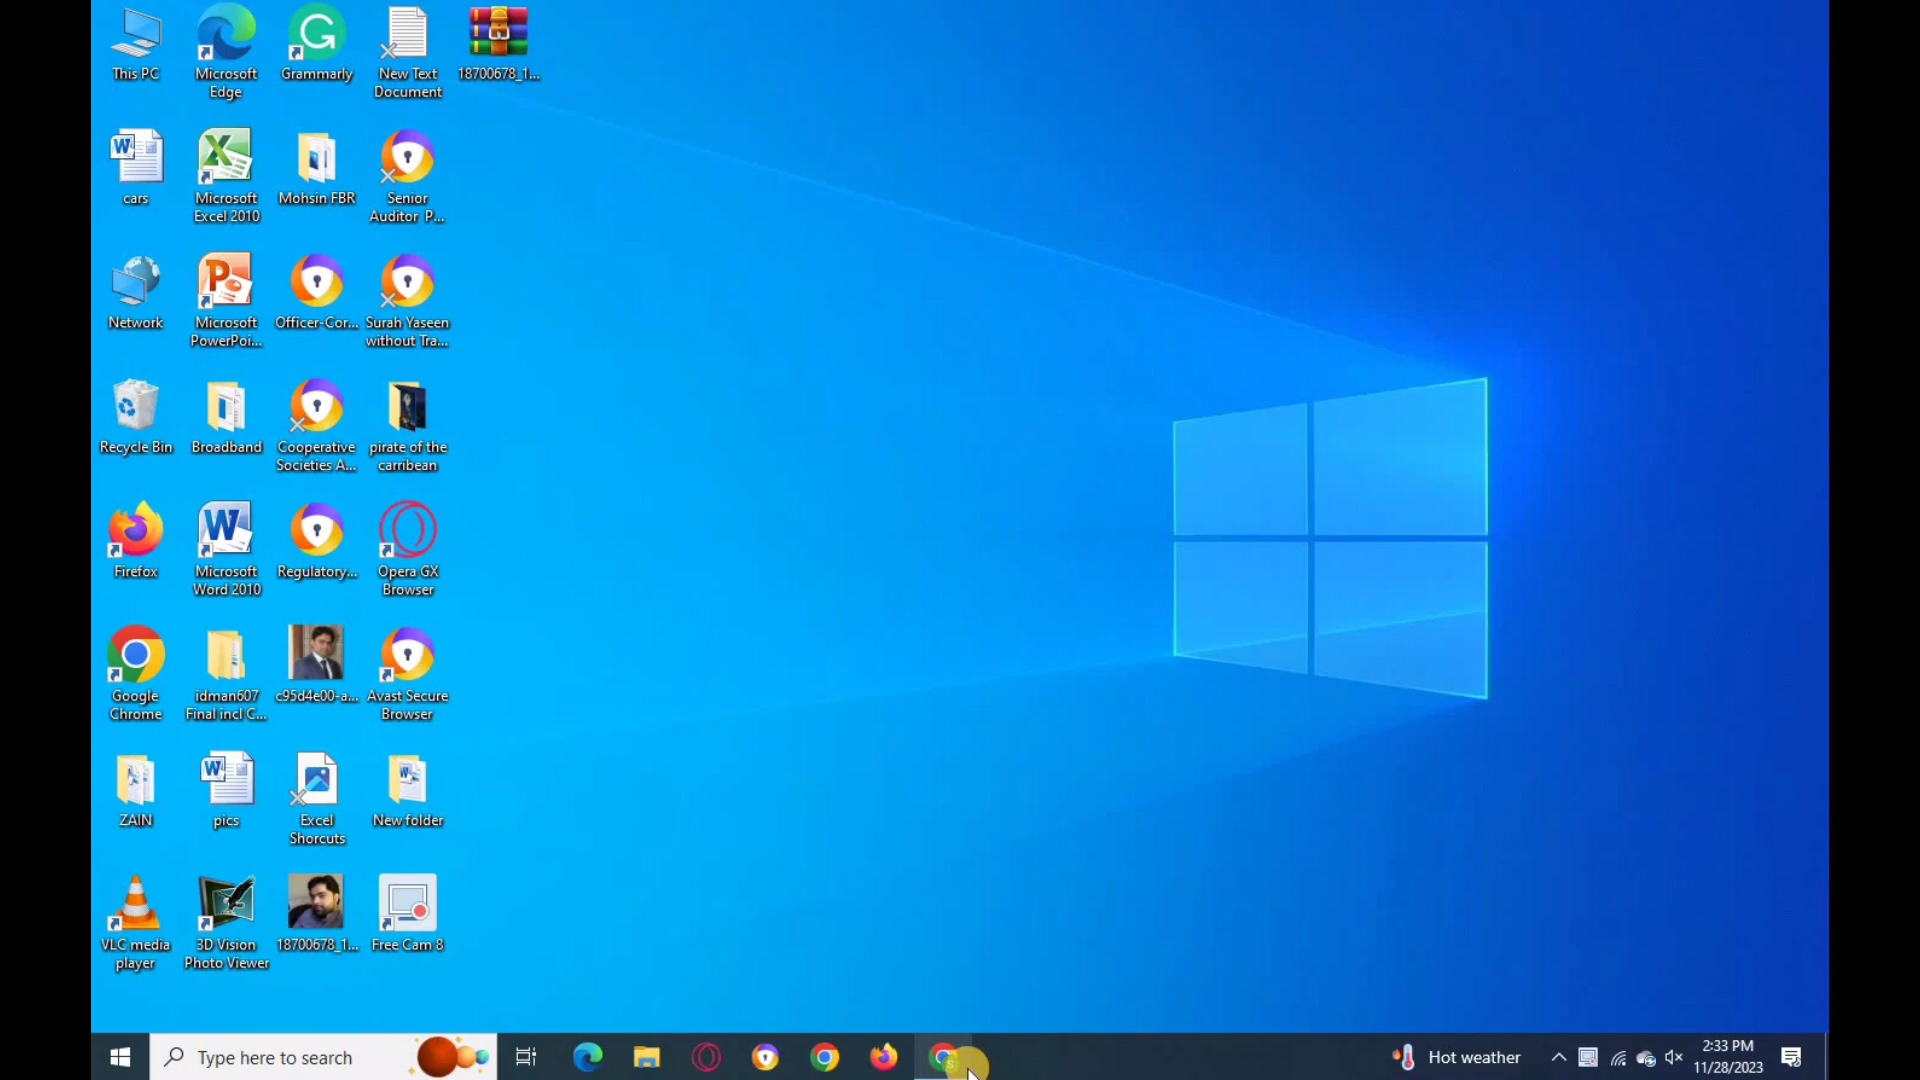 This PC
Microsoft
Edge
Grammarly
New Text
Document
18700678_1...
cars
Microsoft
Excel 2010
Mohsin FBR
Senior
Auditor P...
Network
Microsoft
PowerPoi...
Officer-Cor...
Surah Yaseen
without Tra...
Recycle Bin
Broadband
Cooperative
Societies A...
pirate of the
carribean
Firefox
Microsoft
Word 2010
Regulatory...
Opera GX
Browser
Google
Chrome
idman607
Final incl C...
c95d4e00-a...
Avast Secure
Browser
ZAIN
pics
Excel
Shorcuts
New folder
VLC media
player
3D Vision
Photo Viewer
18700678_1...
Free Cam 8
Type here to search
Hot weather
2:33 PM
11/28/2023